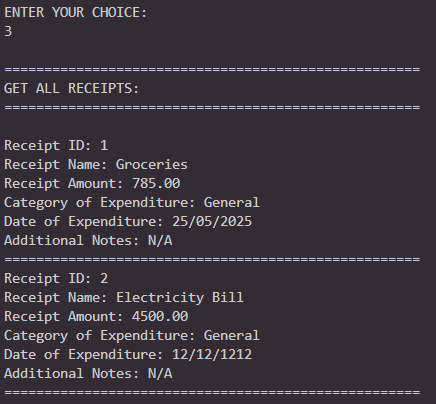 ENTER YOUR CHOICE:
3
====================================================
GET ALL RECEIPTS:
====================================================
Receipt ID: 1
Receipt Name: Groceries
Receipt Amount: 785.00
Category of Expenditure: General
Date of Expenditure: 25/05/2025
Additional Notes: N/A
====================================================
Receipt ID: 2
Receipt Name: Electricity Bill
Receipt Amount: 4500.00
Category of Expenditure: General
Date of Expenditure: 12/12/1212
Additional Notes: N/A
====================================================